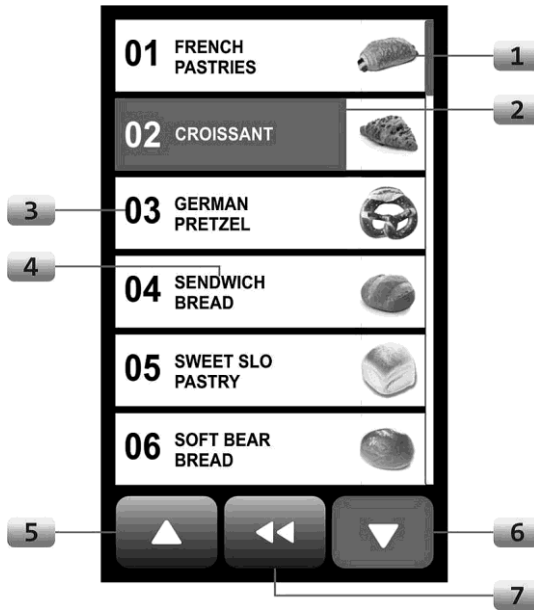 01 FRENCH
PASTRIES
1
2
02 CROISSANT
3
03 GERMAN
PRETZEL
4
04 SENDWICH
BREAD
05 SWEET SLO
PASTRY
06 SOFT BEAR
BREAD
5
6
7